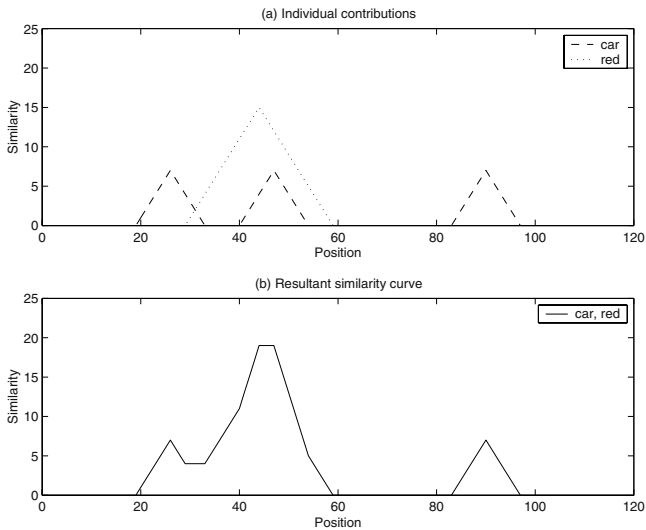 (a) Individual contributions
25
20
15
10
5
0
Similarity
car
red
0 20 40 60 80 100 120
Position
(b) Resultant similarity curve
25
20
15
10
5
0
Similarity
car, red
0 20 40 60 80 100 120
Position